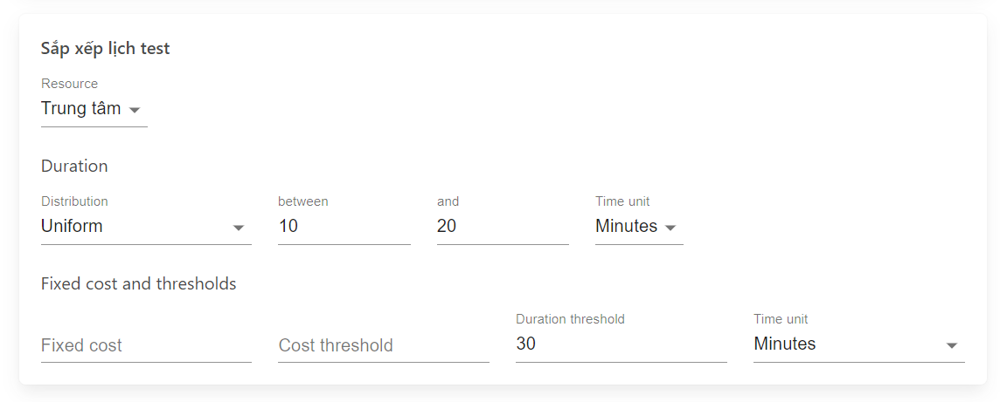 Sắp xếp lịch test
Resource
Trung tâm
Duration
Distribution between and Time unit
Uniform 10 20 Minutes
Fixed cost and thresholds
Duration threshold Time unit
Fixed cost Cost threshold 30 Minutes